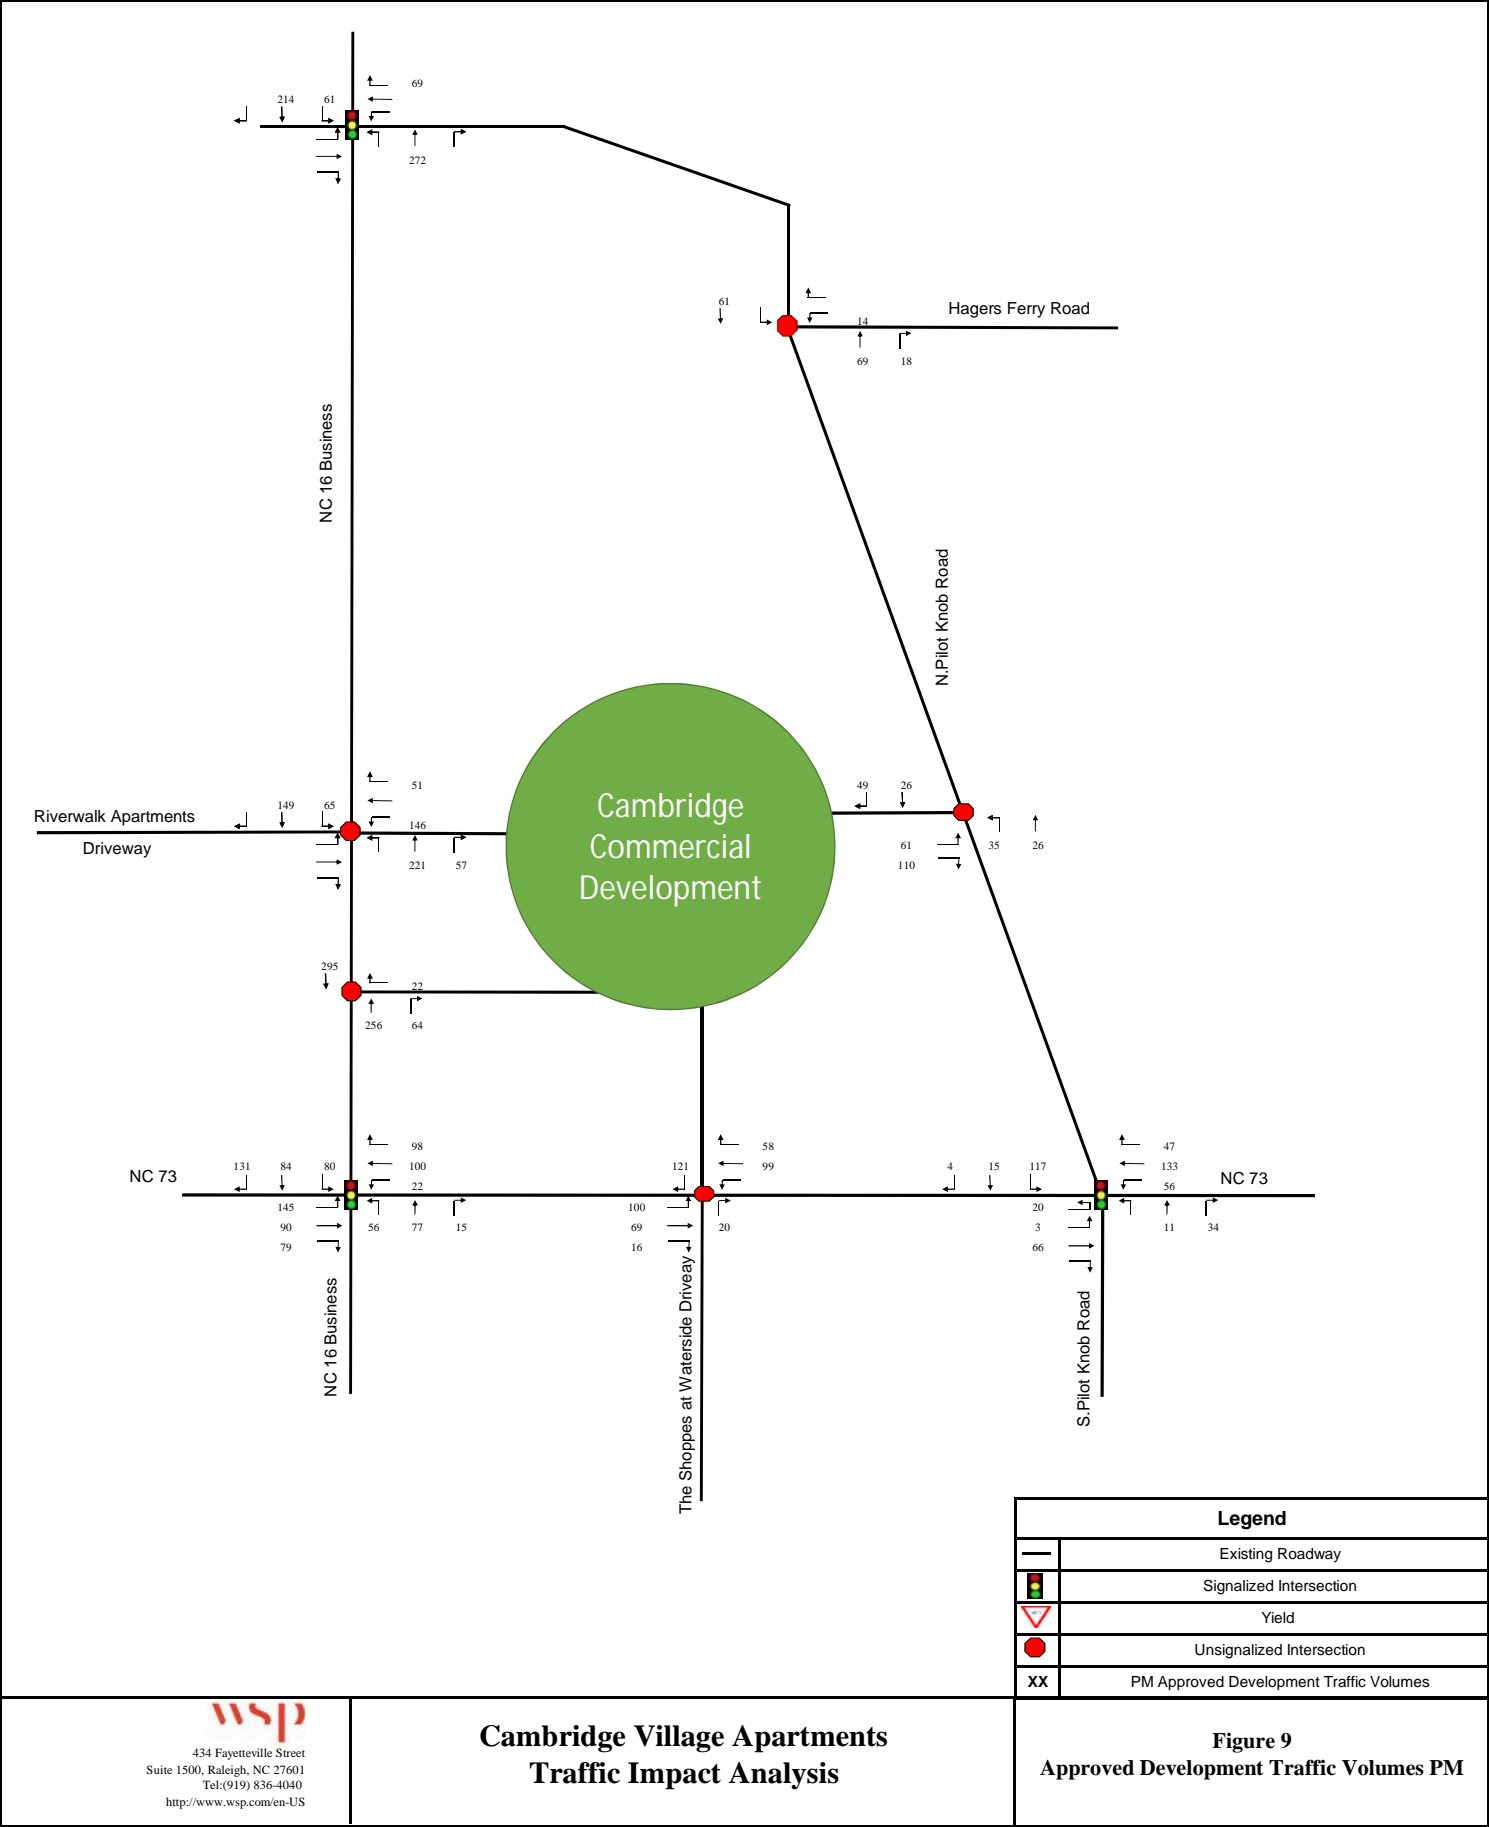 69
214 61
272
61
Hagers Ferry Road
14
69 18
NC 16 Business
N.Pilot Knob Road
Cambridge
Commercial
Development
51
149 65
Riverwalk Apartments
Driveway
146
221 57
49 26
61 35 26
110
295
22
256 64
98
131 84 80 100
NC 73
22
145
90 56 77 15
79
NC 16 Business
58
121 99
100
69 20
16
The Shoppes at Waterside Driveay
47
4 15 117 133
56
NC 73
20
3 11 34
66
S.Pilot Knob Road
Legend
Existing Roadway
Signalized Intersection
Yield
Unsignalized Intersection
XX PM Approved Development Traffic Volumes
wsp
434 Fayetteville Street
Suite 1500, Raleigh, NC 27601
Tel:(919) 836-4040
http://www.wsp.com/en-US
Cambridge Village Apartments
Traffic Impact Analysis
Figure 9
Approved Development Traffic Volumes PM